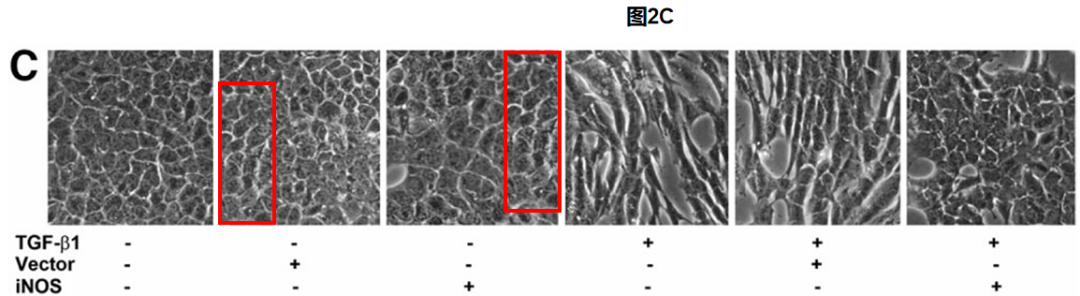 图2C
C
TGF-β1 - - - + + +
Vector - + - - + -
iNOS - - + - - +